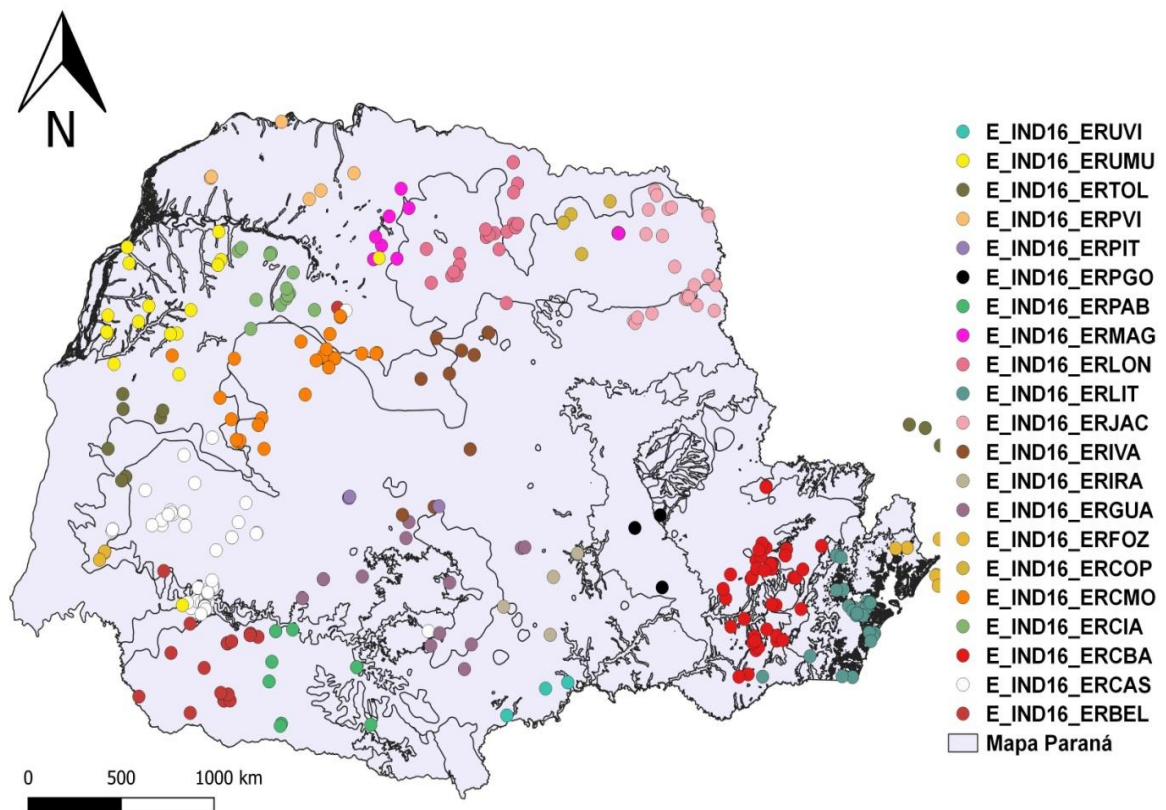 N
E_IND16_ERUVI
E_IND16_ERUMU
E_IND16_ERTOL
E_IND16_ERPVI
E_IND16_ERPIT
E_IND16_ERPGO
E_IND16_ERPAB
E_IND16_ERMAG
E_IND16_ERLON
E_IND16_ERLIT
E_IND16_ERJAC
E_IND16_ERIVA
E_IND16_ERIRA
E_IND16_ERGUA
E_IND16_ERFOZ
E_IND16_ERCOP
E_IND16_ERCMO
E_IND16_ERCIA
E_IND16_ERCBA
E_IND16_ERCAS
E_IND16_ERBEL
Mapa Paraná
0 500 1000 km